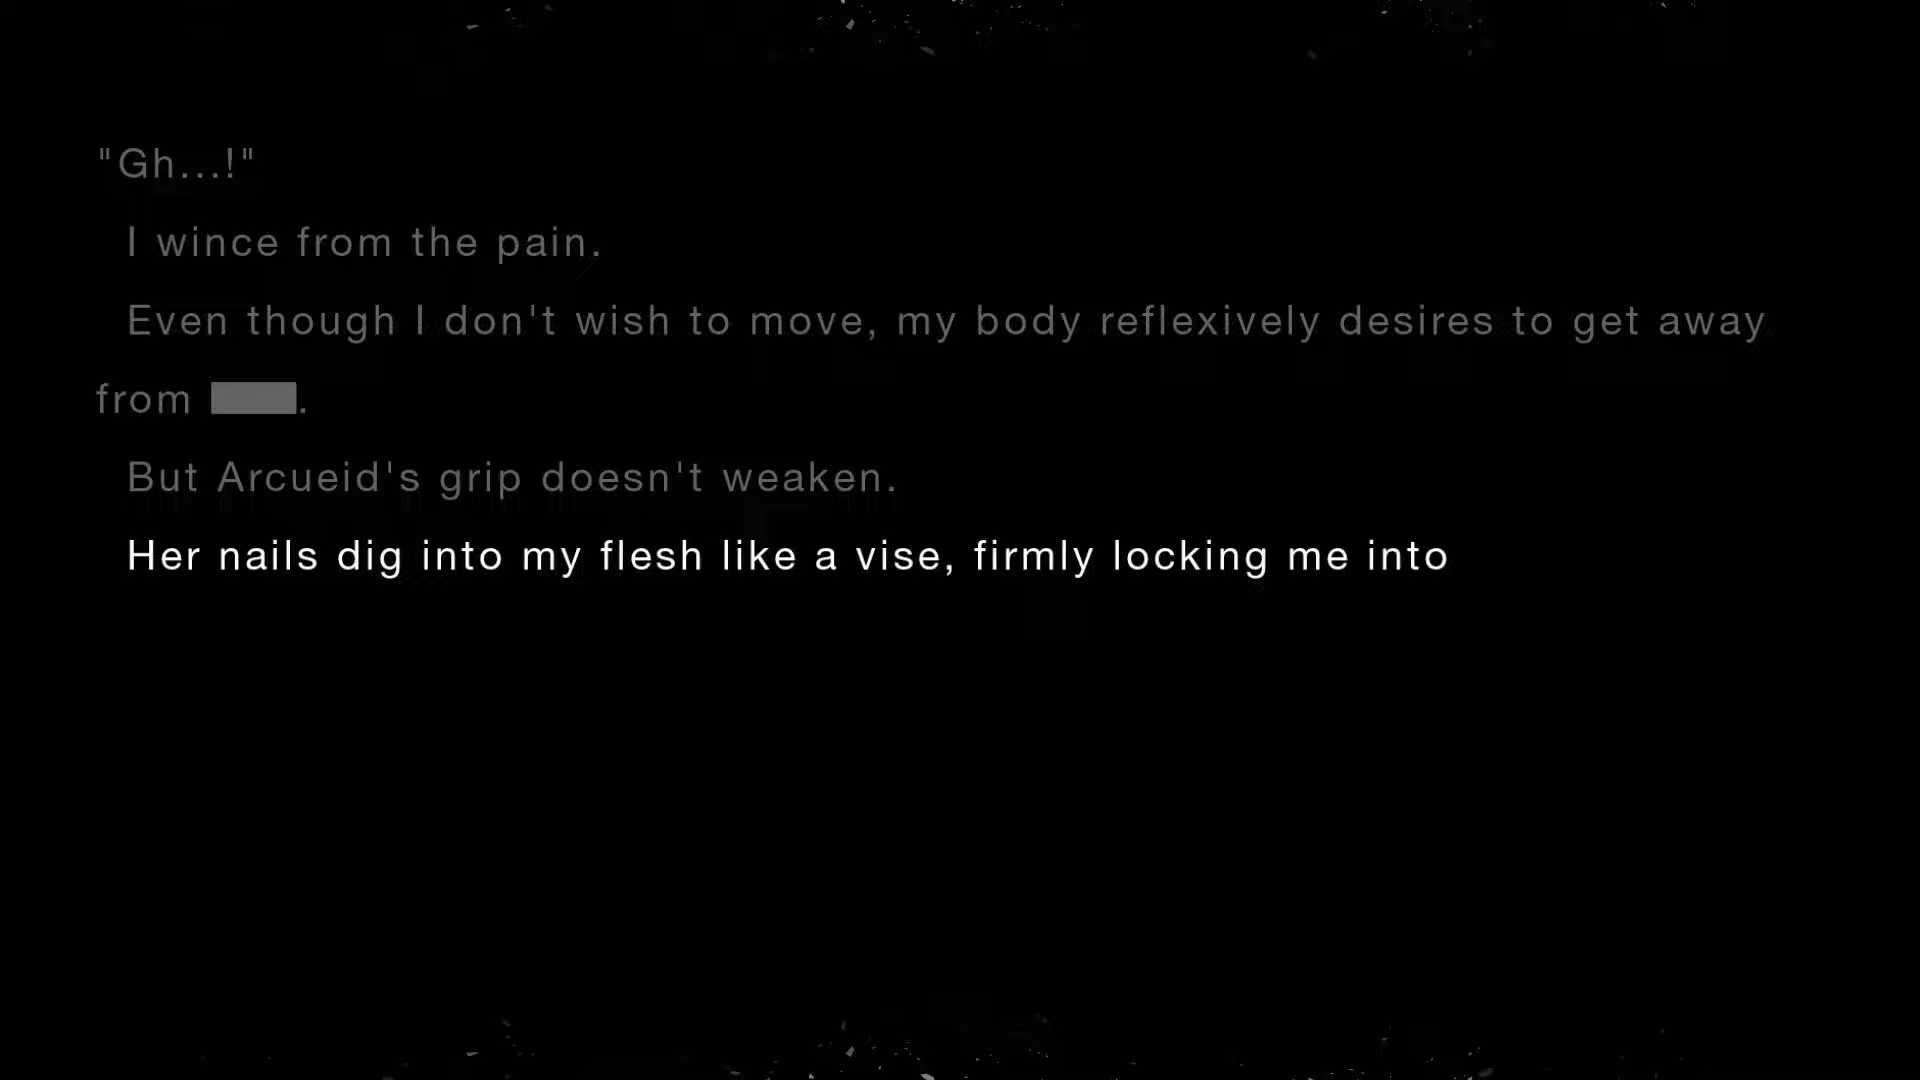 "Gh...!"
I wince from the pain.
Even though I don't wish to move, my body reflexively desires to get away
from .
But Arcueid's grip doesn't weaken.
Her nails dig into my flesh like a vise, firmly locking me into